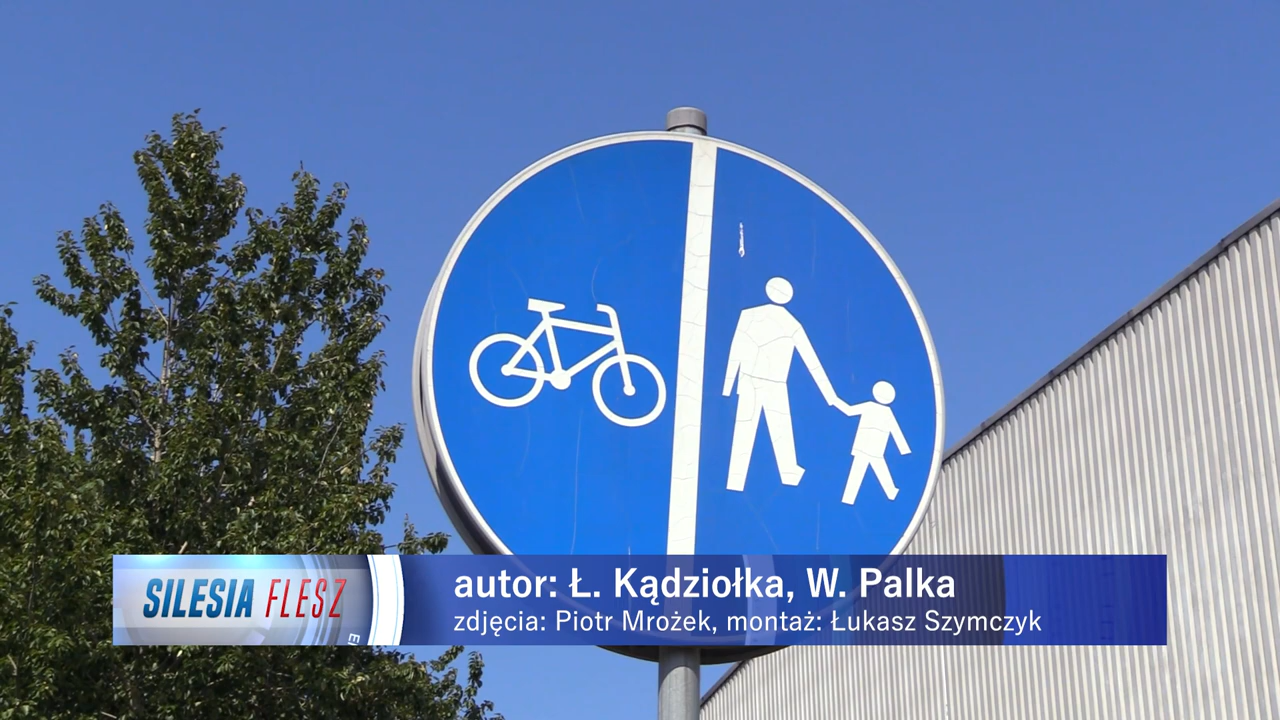 SILESIA FLESZ
autor: Ł. Kądziołka, W. Palka
zdjęcia: Piotr Mrożek, montaż: Łukasz Szymczyk